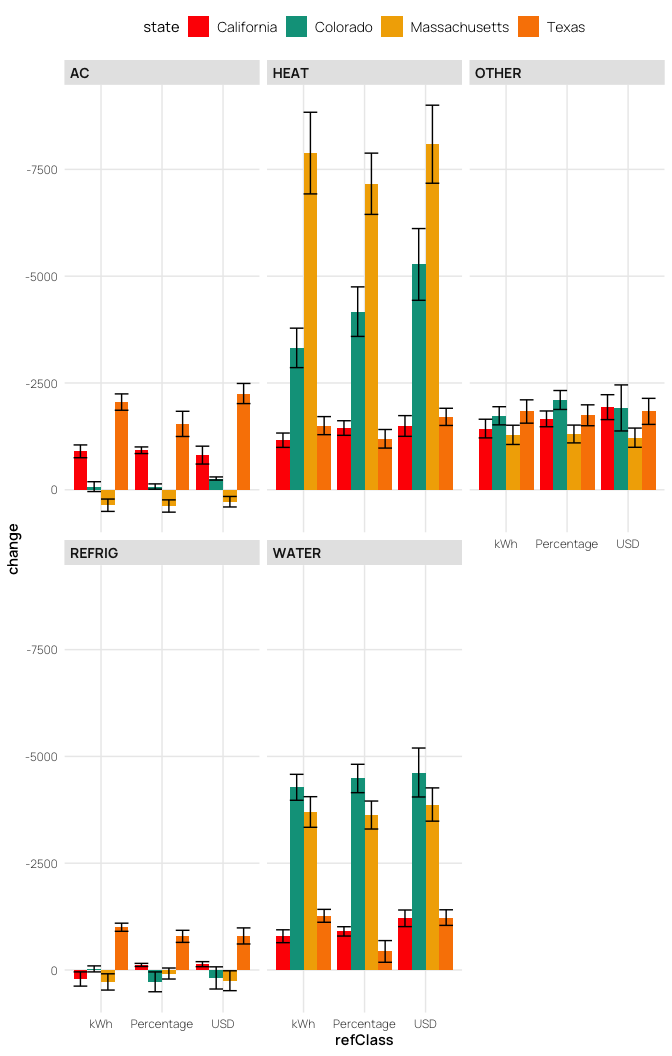 state California Colorado Massachusetts Texas
AC HEAT OTHER
-7500
-5000
-2500
0
kWh Percentage USD
change
REFRIG WATER
-7500
-5000
-2500
0
kWh Percentage USD kWh Percentage USD
refClass